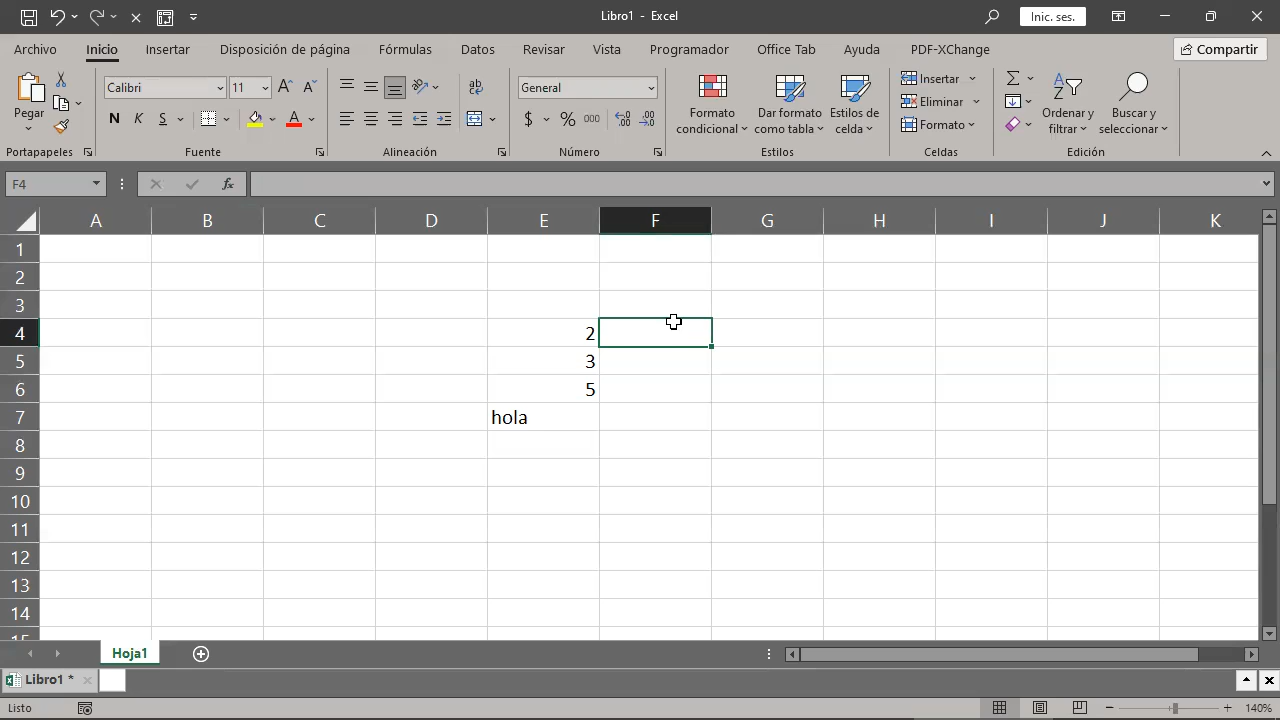 Libro1 - Excel
Inic. ses.
Archivo Inicio Insertar Disposición de página Fórmulas Datos Revisar Vista Programador Office Tab Ayuda PDF-XChange Compartir
Pegar
Portapapeles
Calibri 11
N K S A
Fuente
Alineación
General
$ % 000
Número
Formato condicional
Dar formato como tabla
Estilos de celda
Estilos
Insertar
Eliminar
Formato
Celdas
Ordenar y filtrar
Buscar y seleccionar
Edición
F4 fx
A B C D E F G H I J K
1
2
3
4 2
5 3
6 5
7 hola
8
9
10
11
12
13
14
15
Hoja1
Libro1 *
Listo 140%